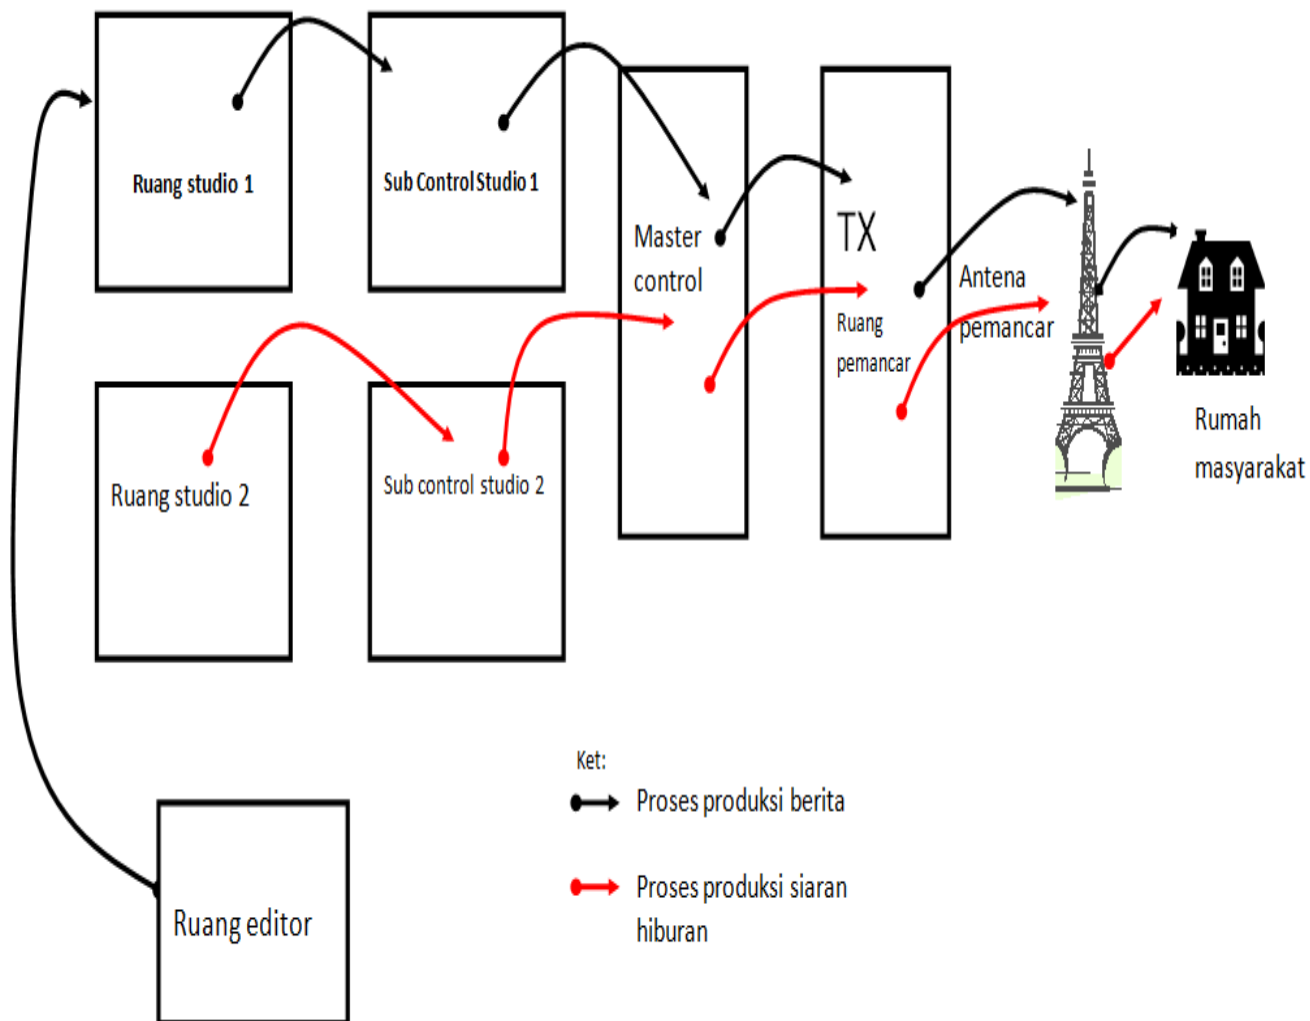 Ruang studio 1
Sub Control Studio 1
Master
control
TX
Ruang
pemancar
Antena
pemancar
Rumah
masyarakat
Ruang studio 2
Sub control studio 2
Ket:
Proses produksi berita
Proses produksi siaran
hiburan
Ruang editor